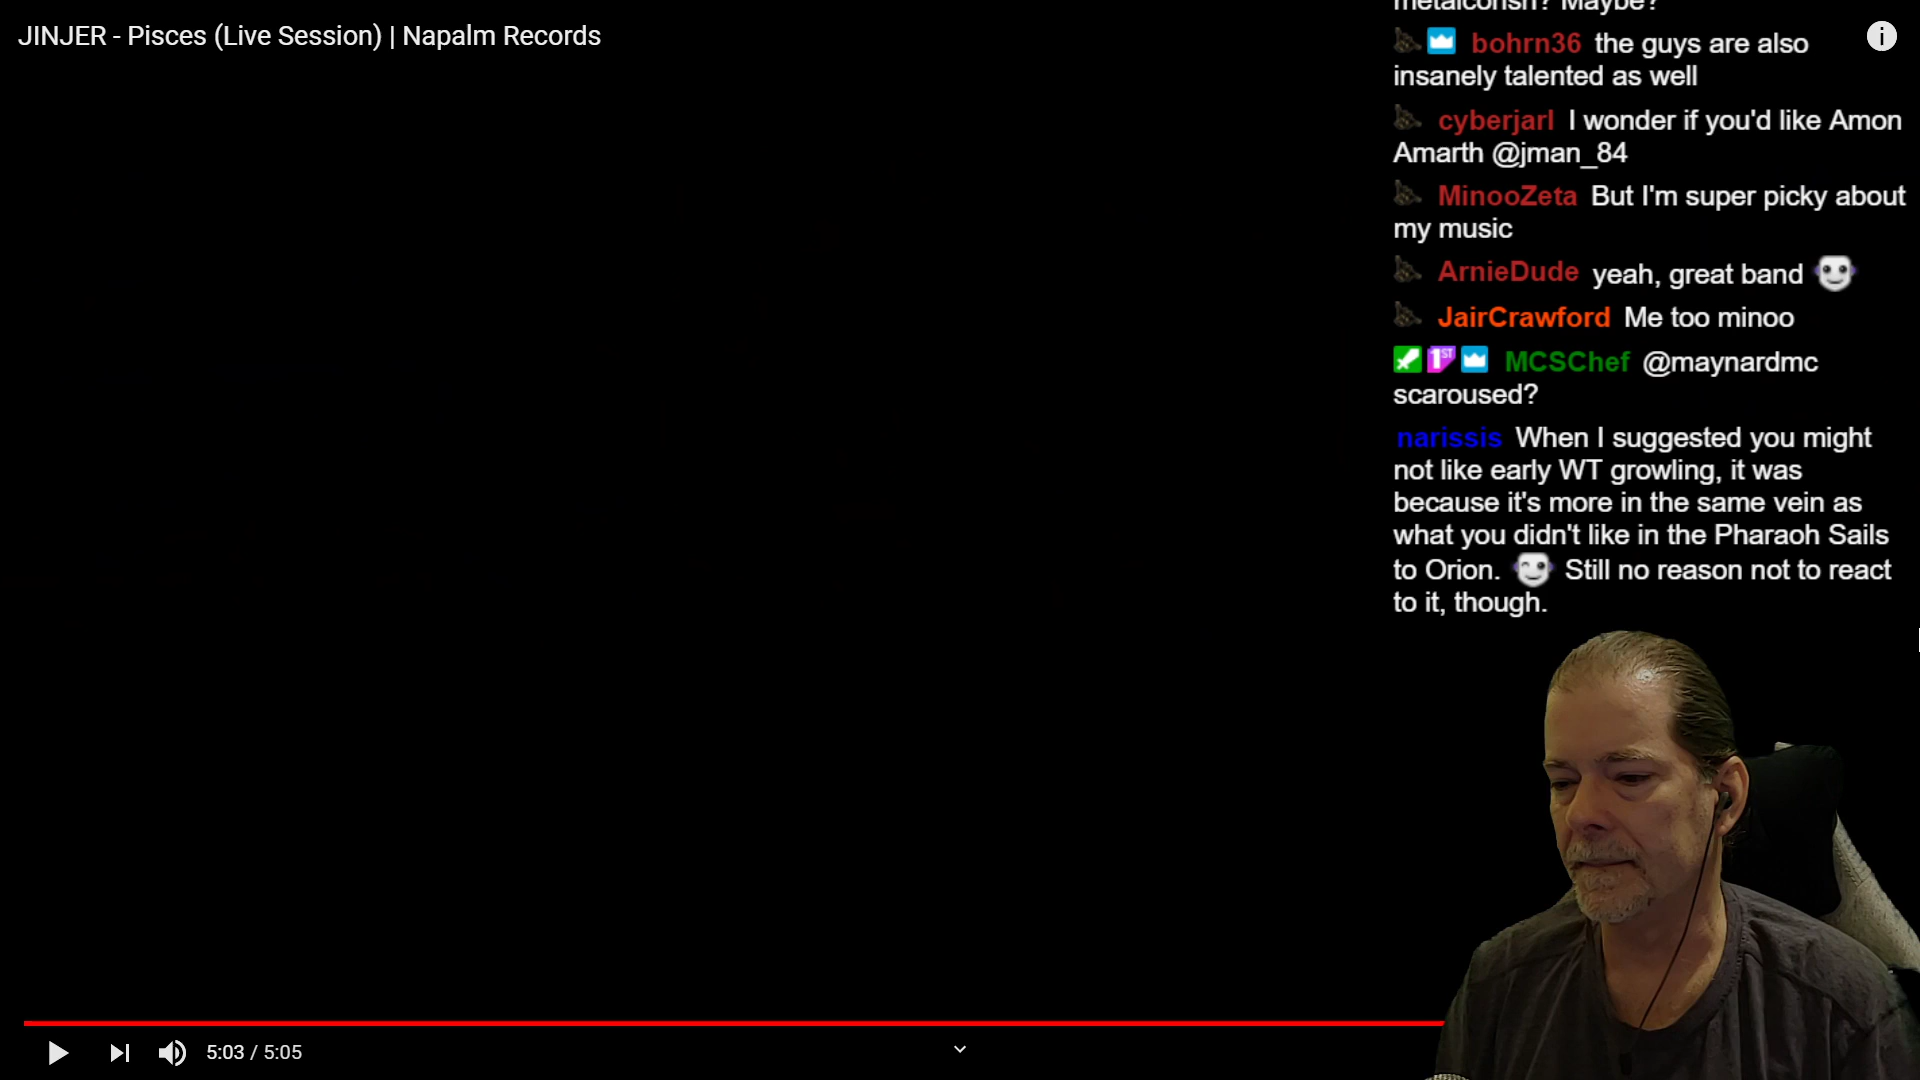 JINJER - Pisces (Live Session) | Napalm Records
bohrn36 the guys are also
insanely talented as well
cyberjarl I wonder if you'd like Amon
Amarth @jman_84
MinooZeta But I'm super picky about
my music
ArnieDude yeah, great band
JairCrawford Me too minoo
1ST MCSChef @maynardmc
scaroused?
narissis When I suggested you might
not like early WT growling, it was
because it's more in the same vein as
what you didn't like in the Pharaoh Sails
to Orion. Still no reason not to react
to it, though.
5:03 / 5:05